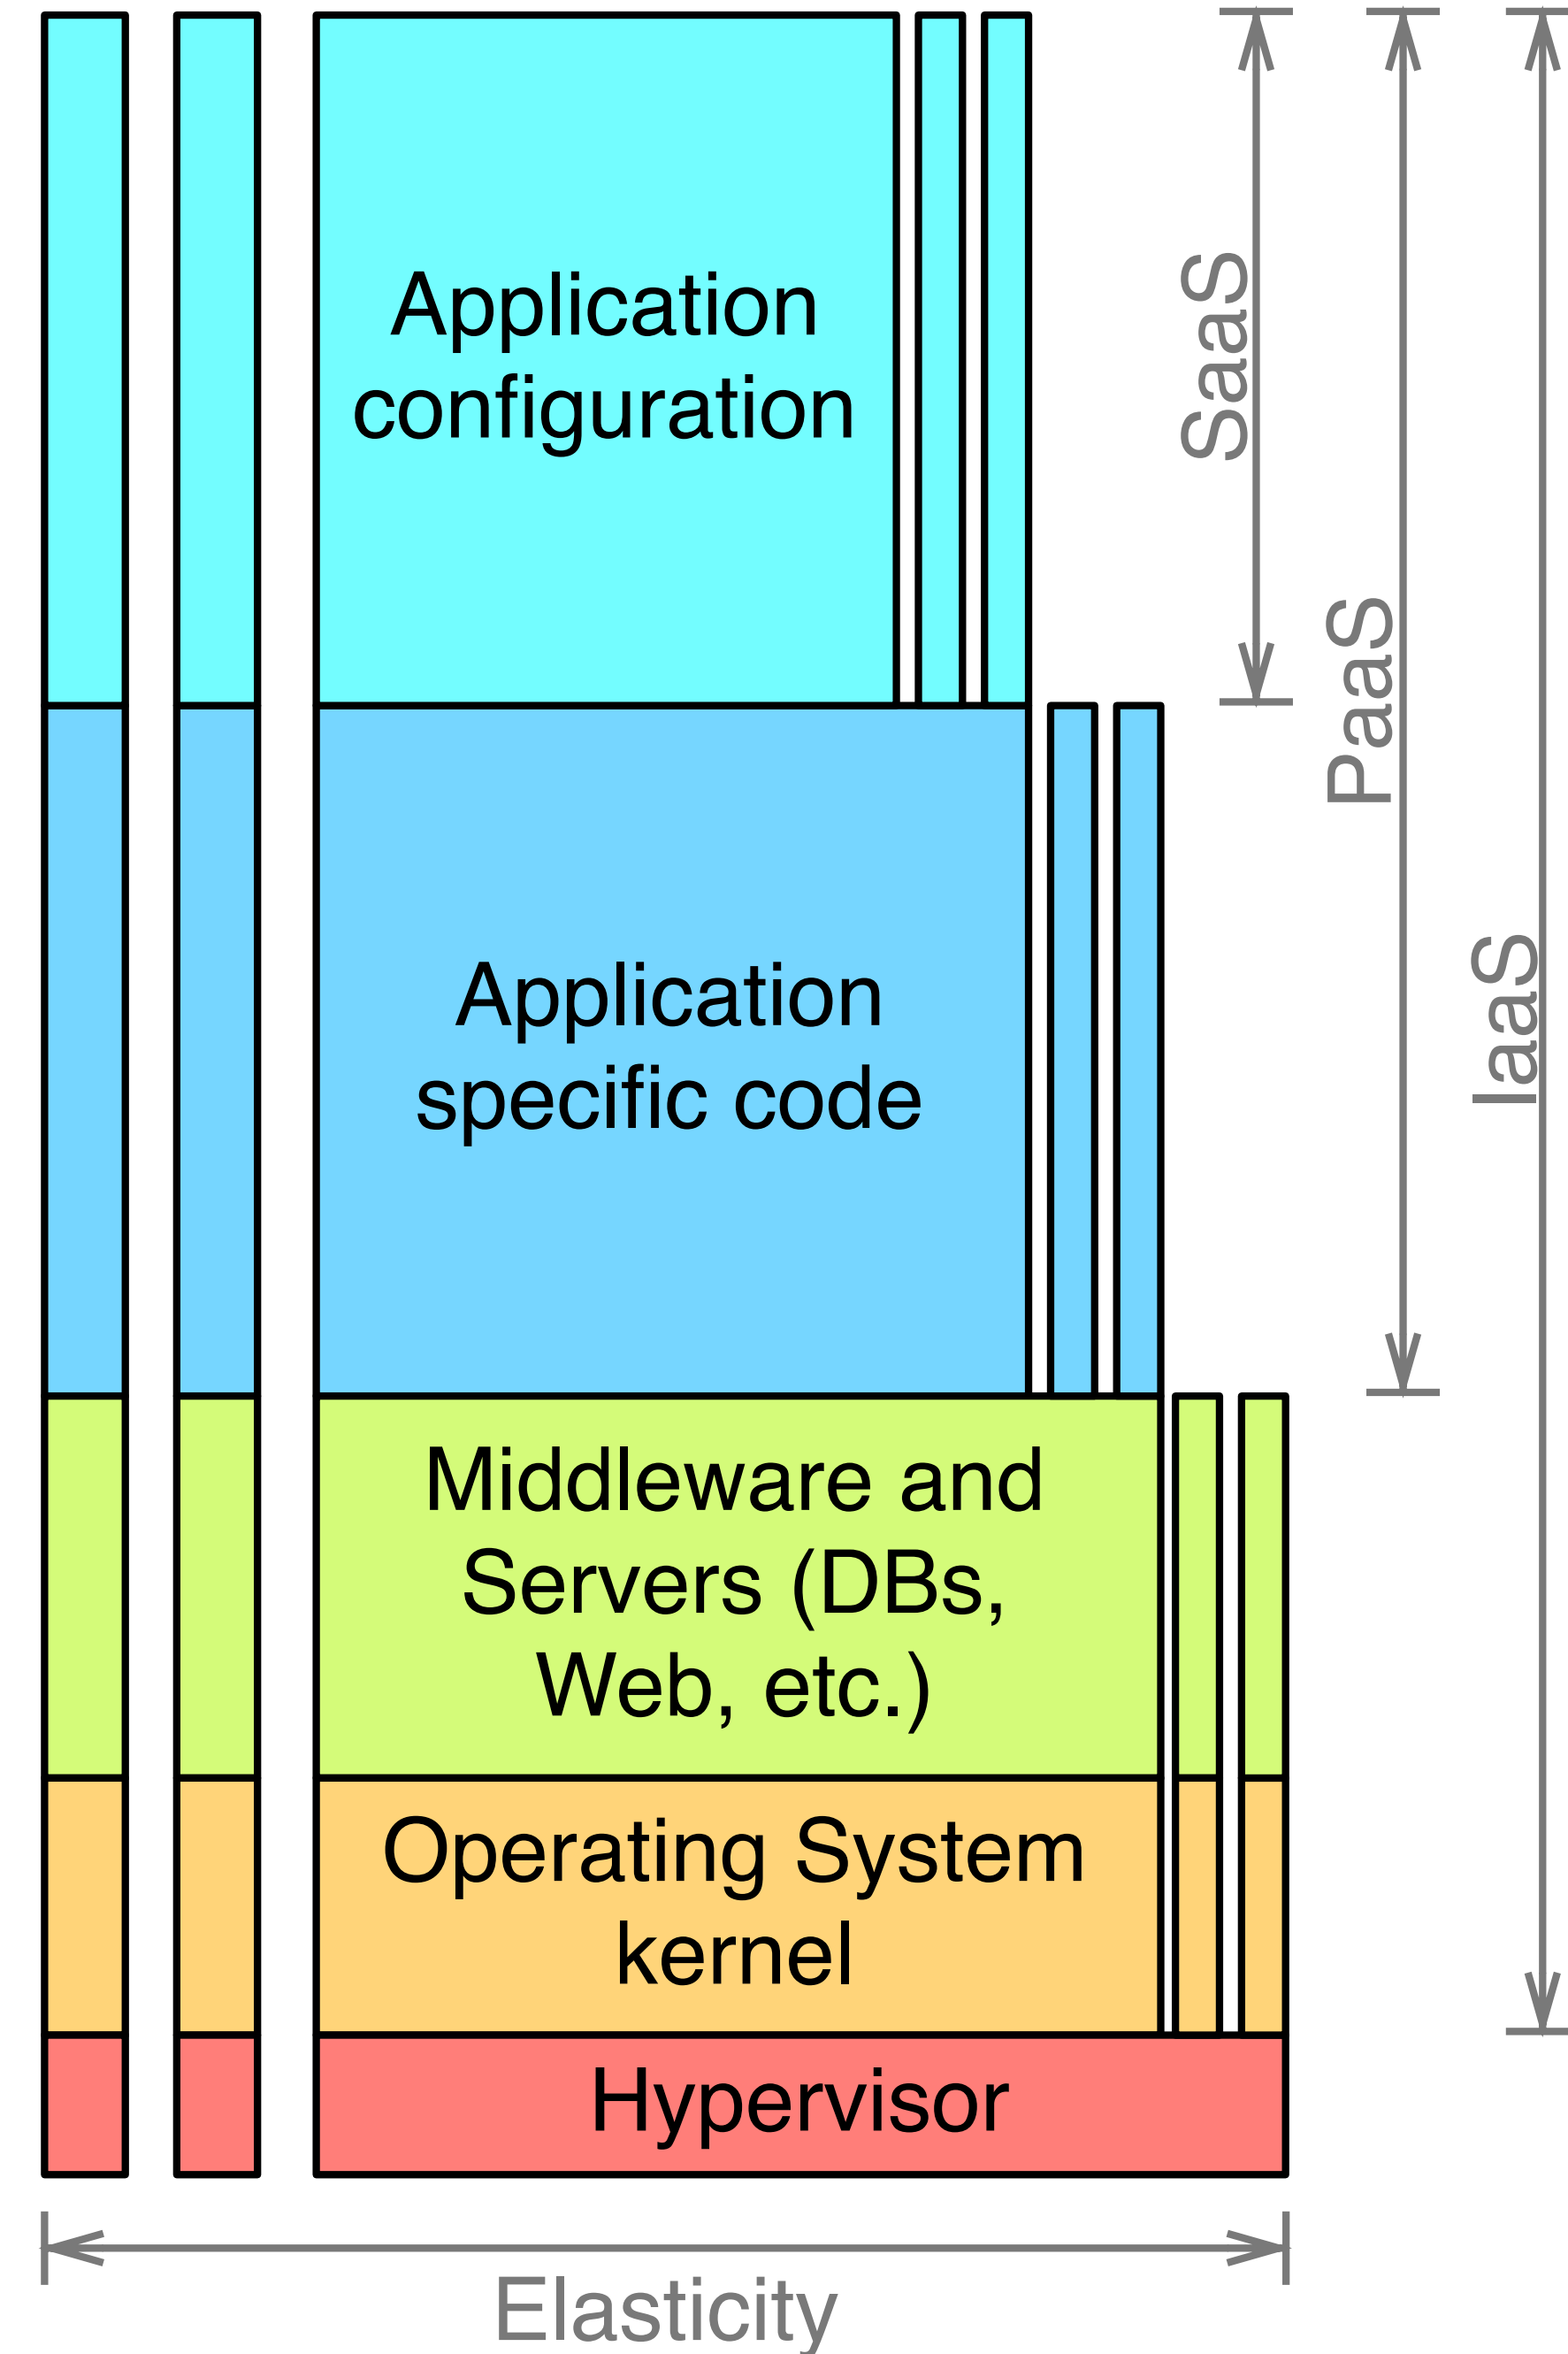 Application
configuration
SaaS
PaaS
Application
specific code
IaaS
Middleware and
Servers (DBs,
Web, etc.)
Operating System
kernel
Hypervisor
Elasticity